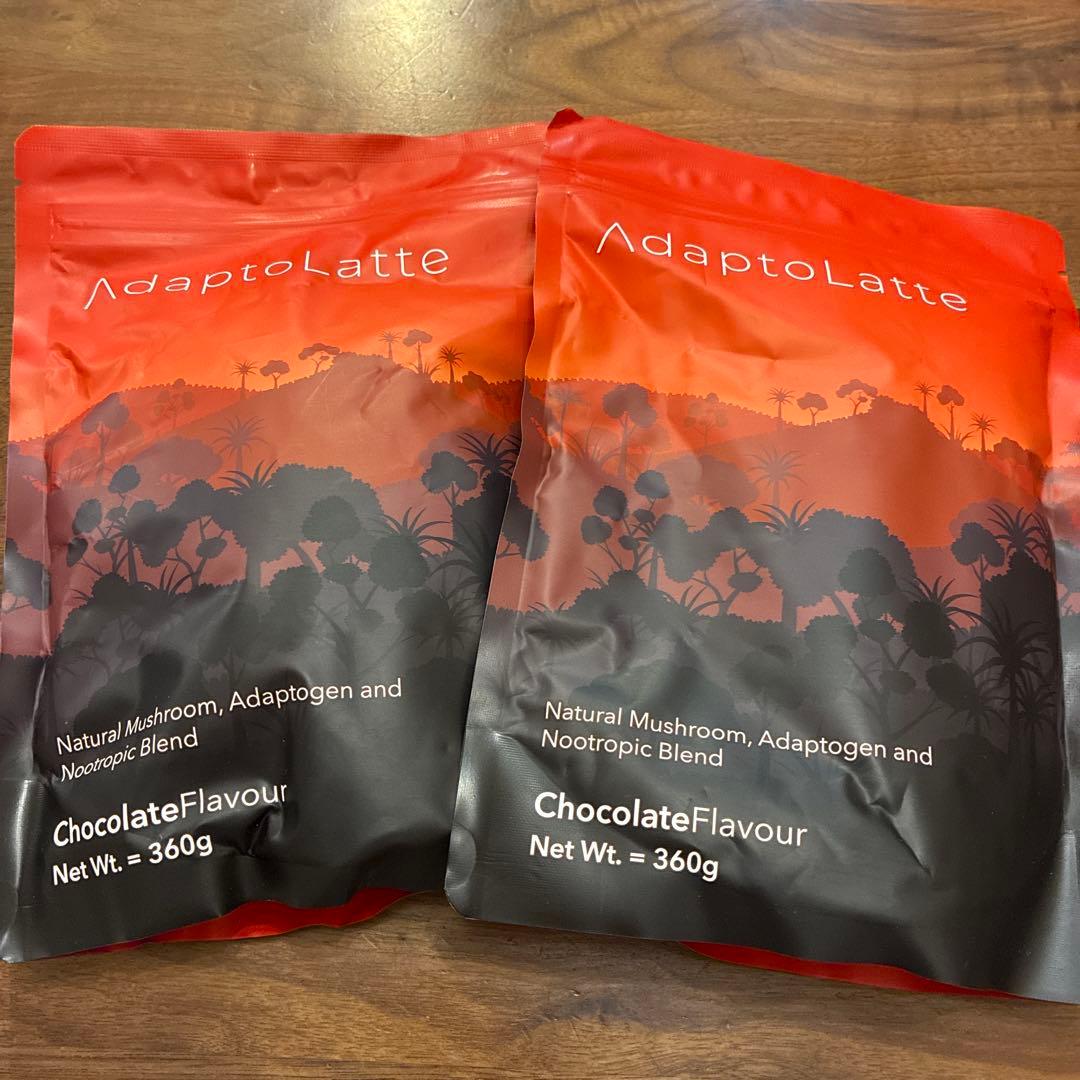 AdaptoLatte
Natural Mushroom, Adaptogen and
Nootropic Blend
ChocolateFlavour
Net Wt. = 360g
AdaptoLatte
Natural Mushroom, Adaptogen and
Nootropic Blend
ChocolateFlavour
Net Wt. = 360g